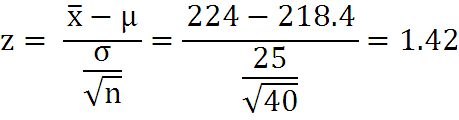 z = (x̄ − μ) / (σ / √n) = (224 − 218.4) / (25 / √40) = 1.42